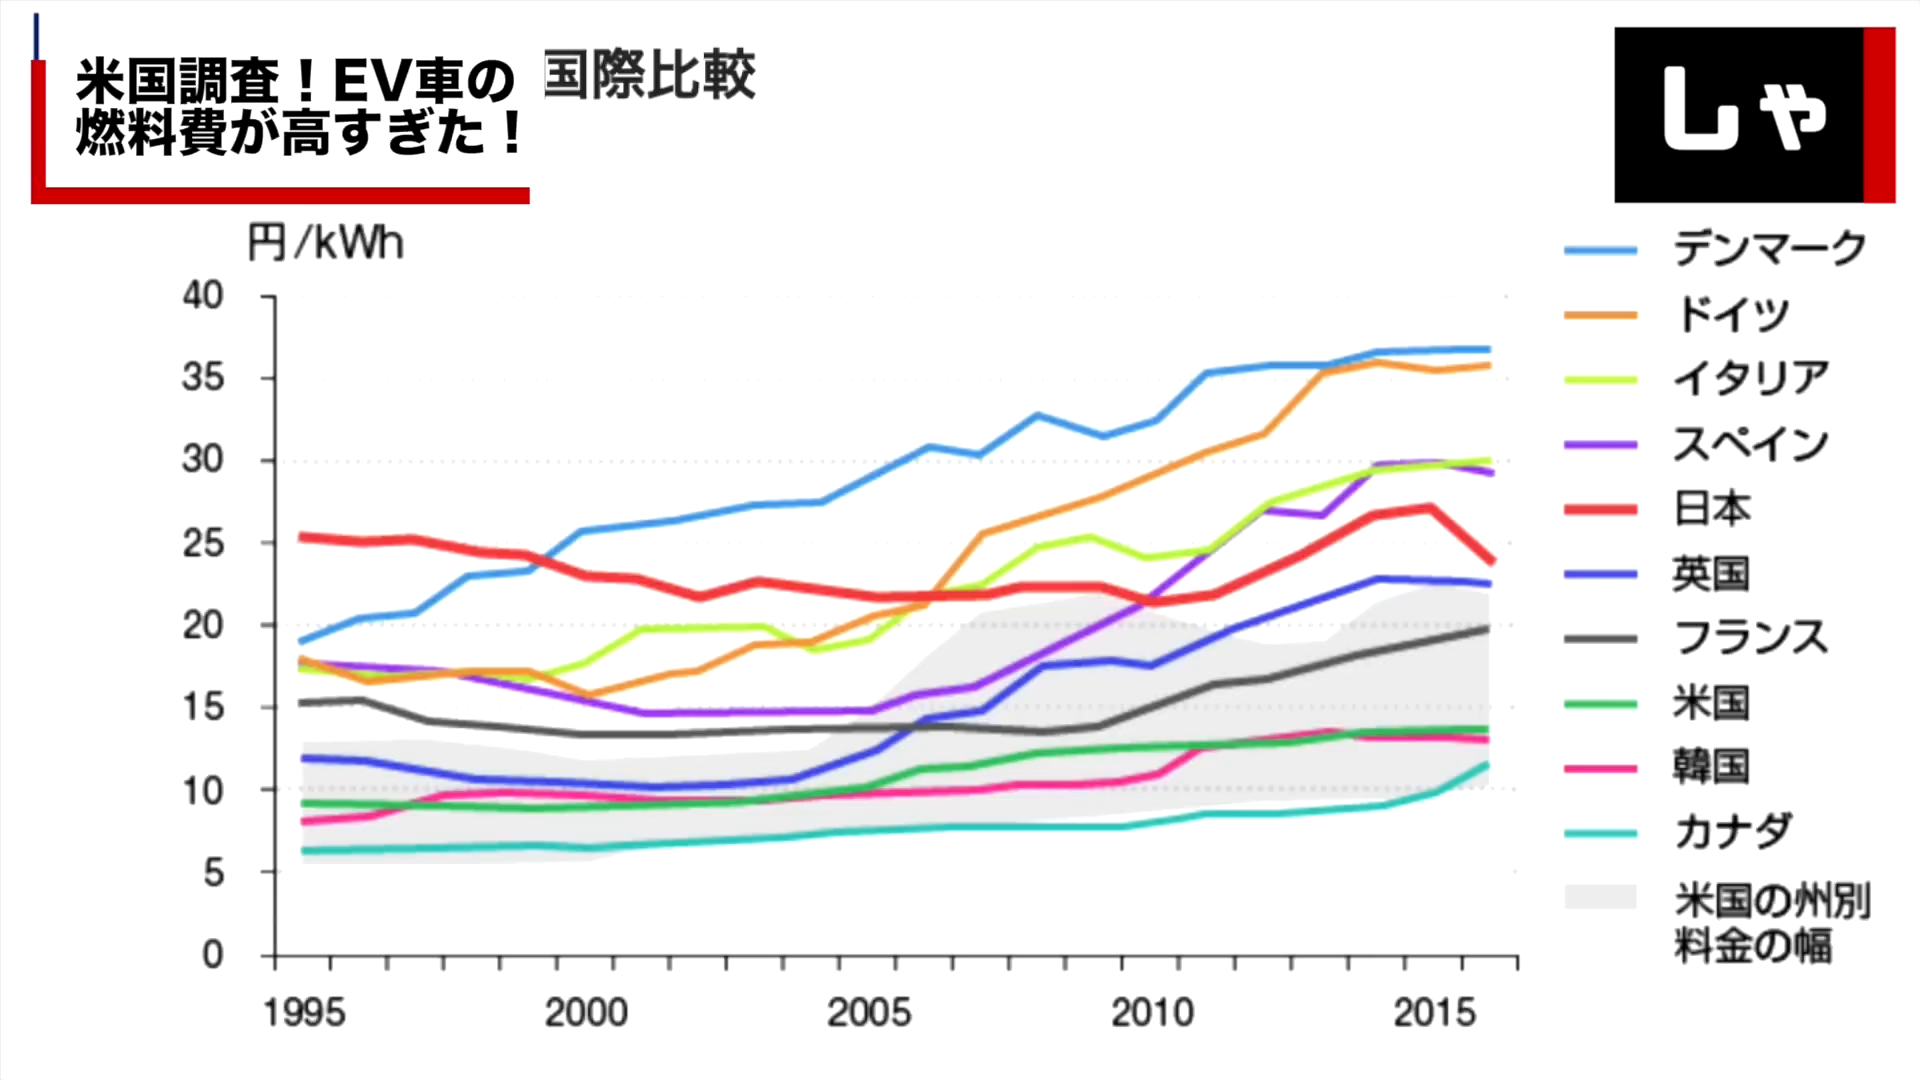 米国調査！EV車の
燃料費が高すぎた！
国際比較
しゃ
円/kWh
40
35
30
25
20
15
10
5
0
1995 2000 2005 2010 2015
デンマーク
ドイツ
イタリア
スペイン
日本
英国
フランス
米国
韓国
カナダ
米国の州別
料金の幅